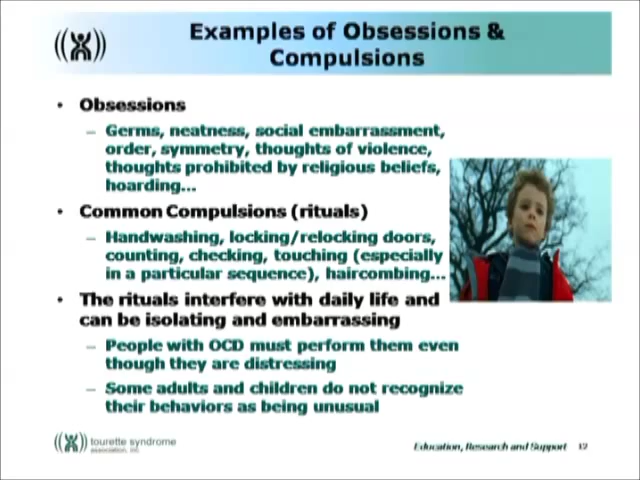 Examples of Obsessions &
Compulsions
• Obsessions
– Germs, neatness, social embarrassment,
order, symmetry, thoughts of violence,
thoughts prohibited by religious beliefs,
hoarding...
• Common Compulsions (rituals)
– Handwashing, locking/relocking doors,
counting, checking, touching (especially
in a particular sequence), haircombing...
• The rituals interfere with daily life and
can be isolating and embarrassing
– People with OCD must perform them even
though they are distressing
– Some adults and children do not recognize
their behaviors as being unusual
tourette syndrome
association, inc.
Education, Research and Support 12